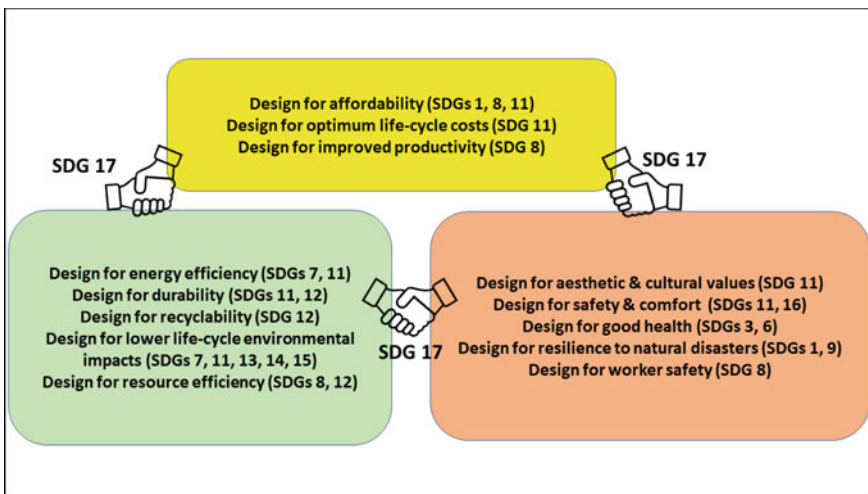 Design for affordability (SDGs 1, 8, 11)
Design for optimum life-cycle costs (SDG 11)
Design for improved productivity (SDG 8)
SDG 17
SDG 17
Design for energy efficiency (SDGs 7, 11)
Design for durability (SDGs 11, 12)
Design for recyclability (SDG 12)
Design for lower life-cycle environmental
impacts (SDGs 7, 11, 13, 14, 15)
Design for resource efficiency (SDGs 8, 12)
SDG 17
Design for aesthetic & cultural values (SDG 11)
Design for safety & comfort (SDGs 11, 16)
Design for good health (SDGs 3, 6)
Design for resilience to natural disasters (SDGs 1, 9)
Design for worker safety (SDG 8)